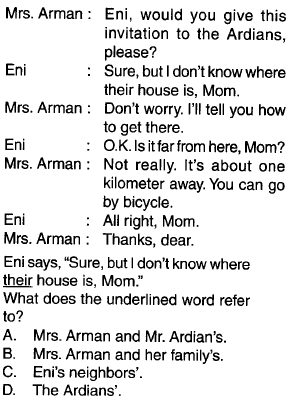 Mrs. Arman : Eni, would you give this
invitation to the Ardians,
please?
Eni : Sure, but I don't know where
their house is, Mom.
Mrs. Arman : Don't worry. I'll tell you how
to get there.
Eni : O.K. Is it far from here, Mom?
Mrs. Arman : Not really. It's about one
kilometer away. You can go
by bicycle.
Eni : All right, Mom.
Mrs. Arman : Thanks, dear.
Eni says, "Sure, but I don't know where
their house is, Mom."
What does the underlined word refer
to?
A. Mrs. Arman and Mr. Ardian's.
B. Mrs. Arman and her family's.
C. Eni's neighbors'.
D. The Ardians'.